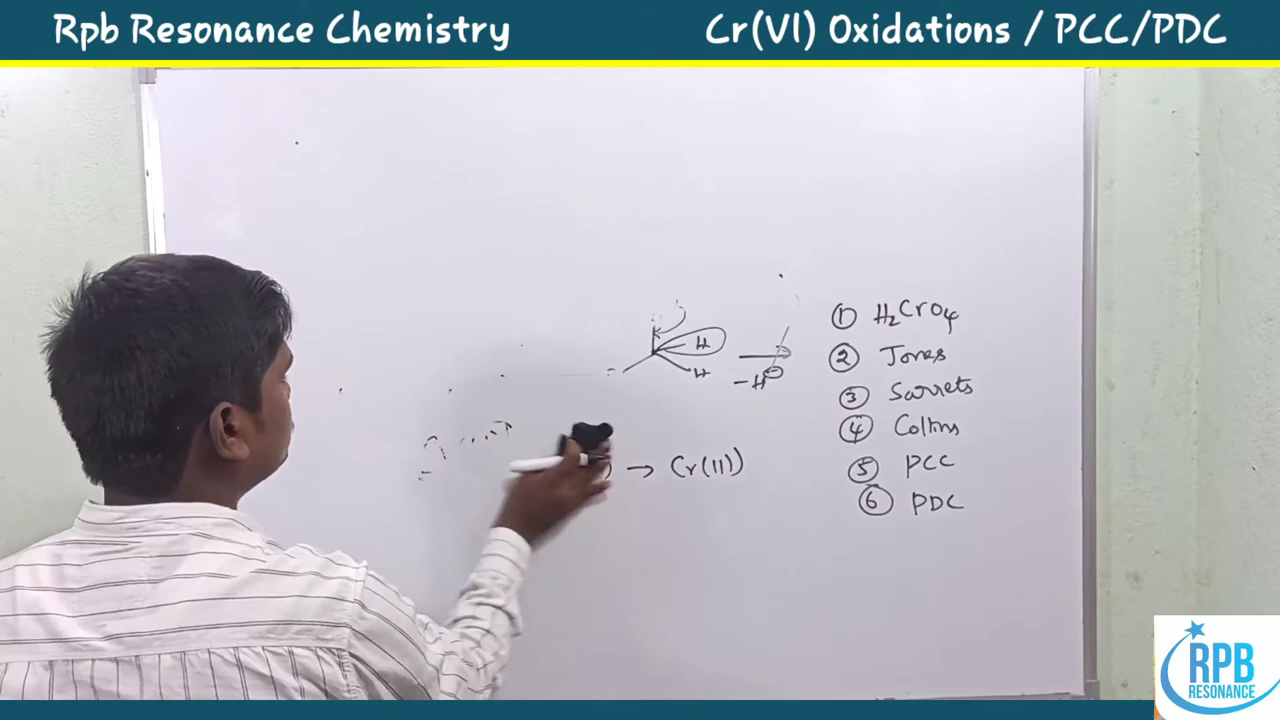 Rpb Resonance Chemistry
Cr(VI) Oxidations / PCC/PDC
H
H
-H
→ Cr(III)
① H₂CrO₄
② Jones
③ Sarrets
④ Collins
⑤ PCC
⑥ PDC
RPB
RESONANCE